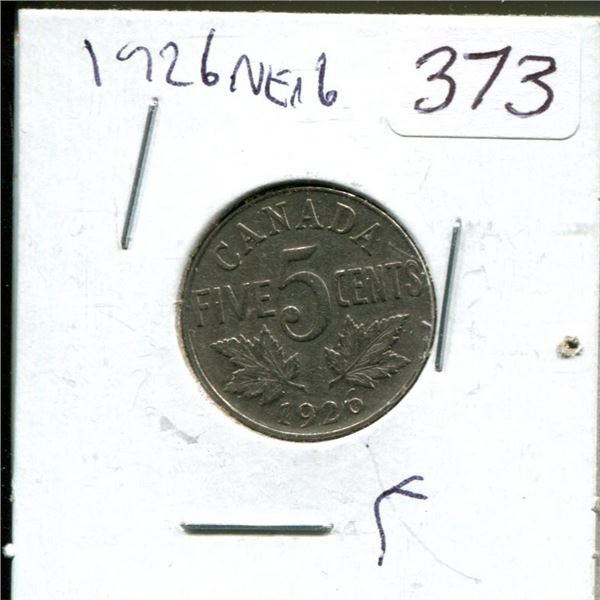 1926 NEAR 6
373
CANADA
FIVE 5 CENTS
1926
F